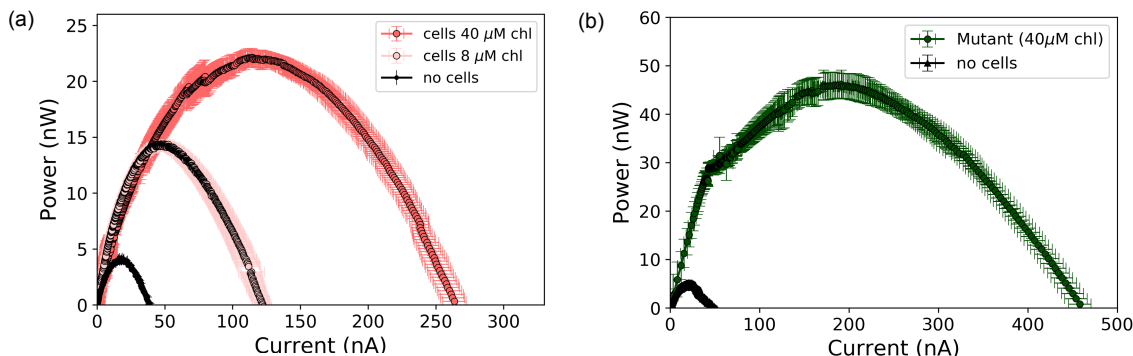 (a)
Power (nW)
25
20
15
10
5
0
cells 40 μM chl
cells 8 μM chl
no cells
0 50 100 150 200 250 300
Current (nA)
(b)
Power (nW)
60
50
40
30
20
10
0
Mutant (40μM chl)
no cells
0 100 200 300 400 500
Current (nA)